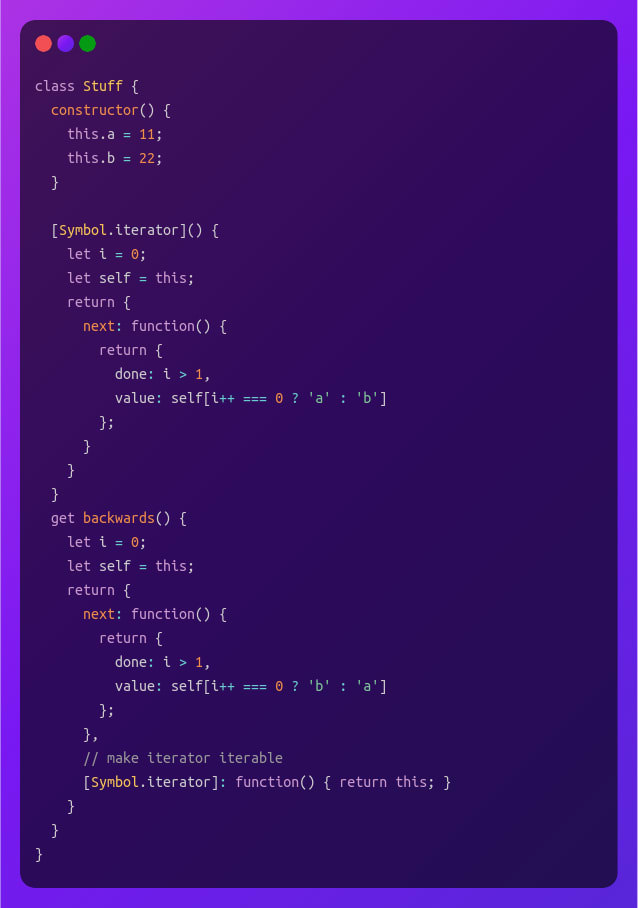 class Stuff {
  constructor() {
    this.a = 11;
    this.b = 22;
  }

  [Symbol.iterator]() {
    let i = 0;
    let self = this;
    return {
      next: function() {
        return {
          done: i > 1,
          value: self[i++ === 0 ? 'a' : 'b']
        };
      }
    }
  }
  get backwards() {
    let i = 0;
    let self = this;
    return {
      next: function() {
        return {
          done: i > 1,
          value: self[i++ === 0 ? 'b' : 'a']
        };
      },
      // make iterator iterable
      [Symbol.iterator]: function() { return this; }
    }
  }
}